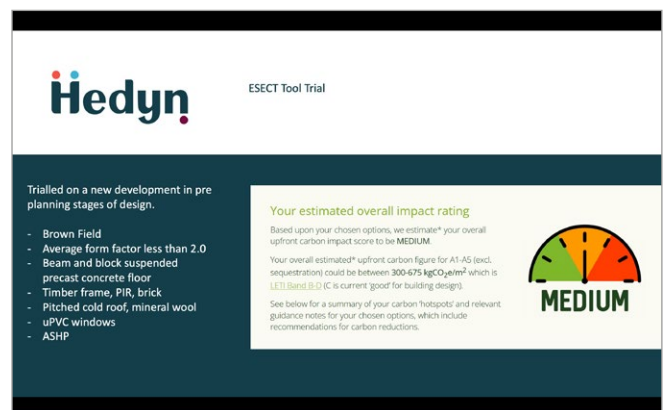 Hedyn
ESECT Tool Trial
Trialled on a new development in pre
planning stages of design.
- Brown Field
- Average form factor less than 2.0
- Beam and block suspended
precast concrete floor
- Timber frame, PIR, brick
- Pitched cold roof, mineral wool
- uPVC windows
- ASHP
Your estimated overall impact rating
Based upon your chosen options, we estimate* your overall
upfront carbon impact score to be MEDIUM.
Your overall estimated* upfront carbon figure for A1-A5 (excl.
sequestration) could be between 300-675 kgCO₂e/m² which is
LETI Band B-D (C is current 'good' for building design).
See below for a summary of your carbon 'hotspots' and relevant
guidance notes for your chosen options, which include
recommendations for carbon reductions.
MEDIUM